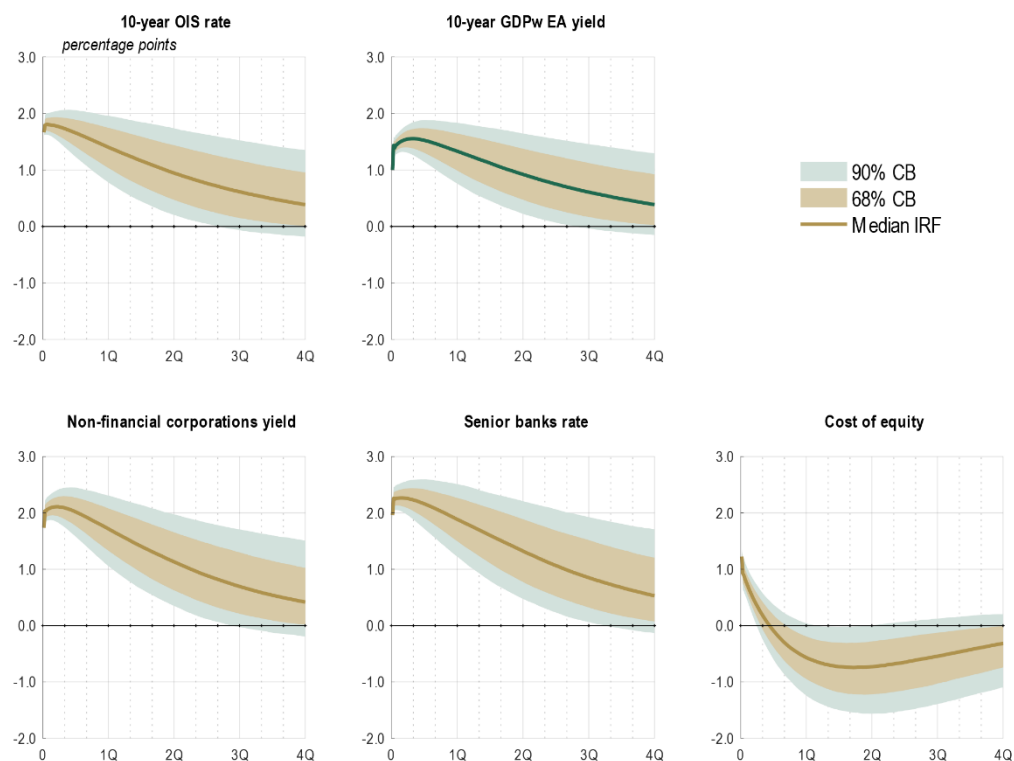 10-year OIS rate
percentage points
3.0
2.0
1.0
0.0
-1.0
-2.0
0 1Q 2Q 3Q 4Q
10-year GDPw EA yield
3.0
2.0
1.0
0.0
-1.0
-2.0
0 1Q 2Q 3Q 4Q
90% CB
68% CB
Median IRF
Non-financial corporations yield
3.0
2.0
1.0
0.0
-1.0
-2.0
0 1Q 2Q 3Q 4Q
Senior banks rate
3.0
2.0
1.0
0.0
-1.0
-2.0
0 1Q 2Q 3Q 4Q
Cost of equity
3.0
2.0
1.0
0.0
-1.0
-2.0
0 1Q 2Q 3Q 4Q